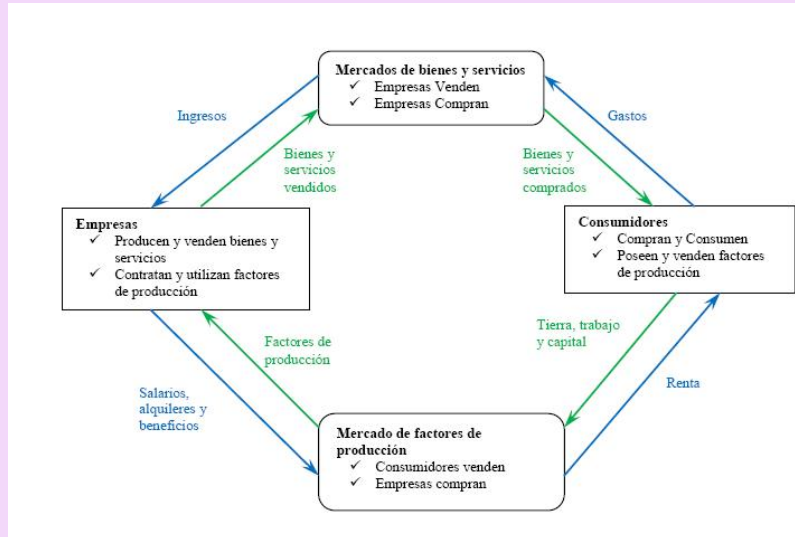 Mercados de bienes y servicios
✓ Empresas Venden
✓ Empresas Compran
Ingresos
Gastos
Bienes y
servicios
vendidos
Bienes y
servicios
comprados
Empresas
✓ Producen y venden bienes y
servicios
✓ Contratan y utilizan factores
de producción
Consumidores
✓ Compran y Consumen
✓ Poseen y venden factores
de producción
Factores de
producción
Tierra, trabajo
y capital
Salarios,
alquileres y
beneficios
Renta
Mercado de factores de
producción
✓ Consumidores venden
✓ Empresas compran